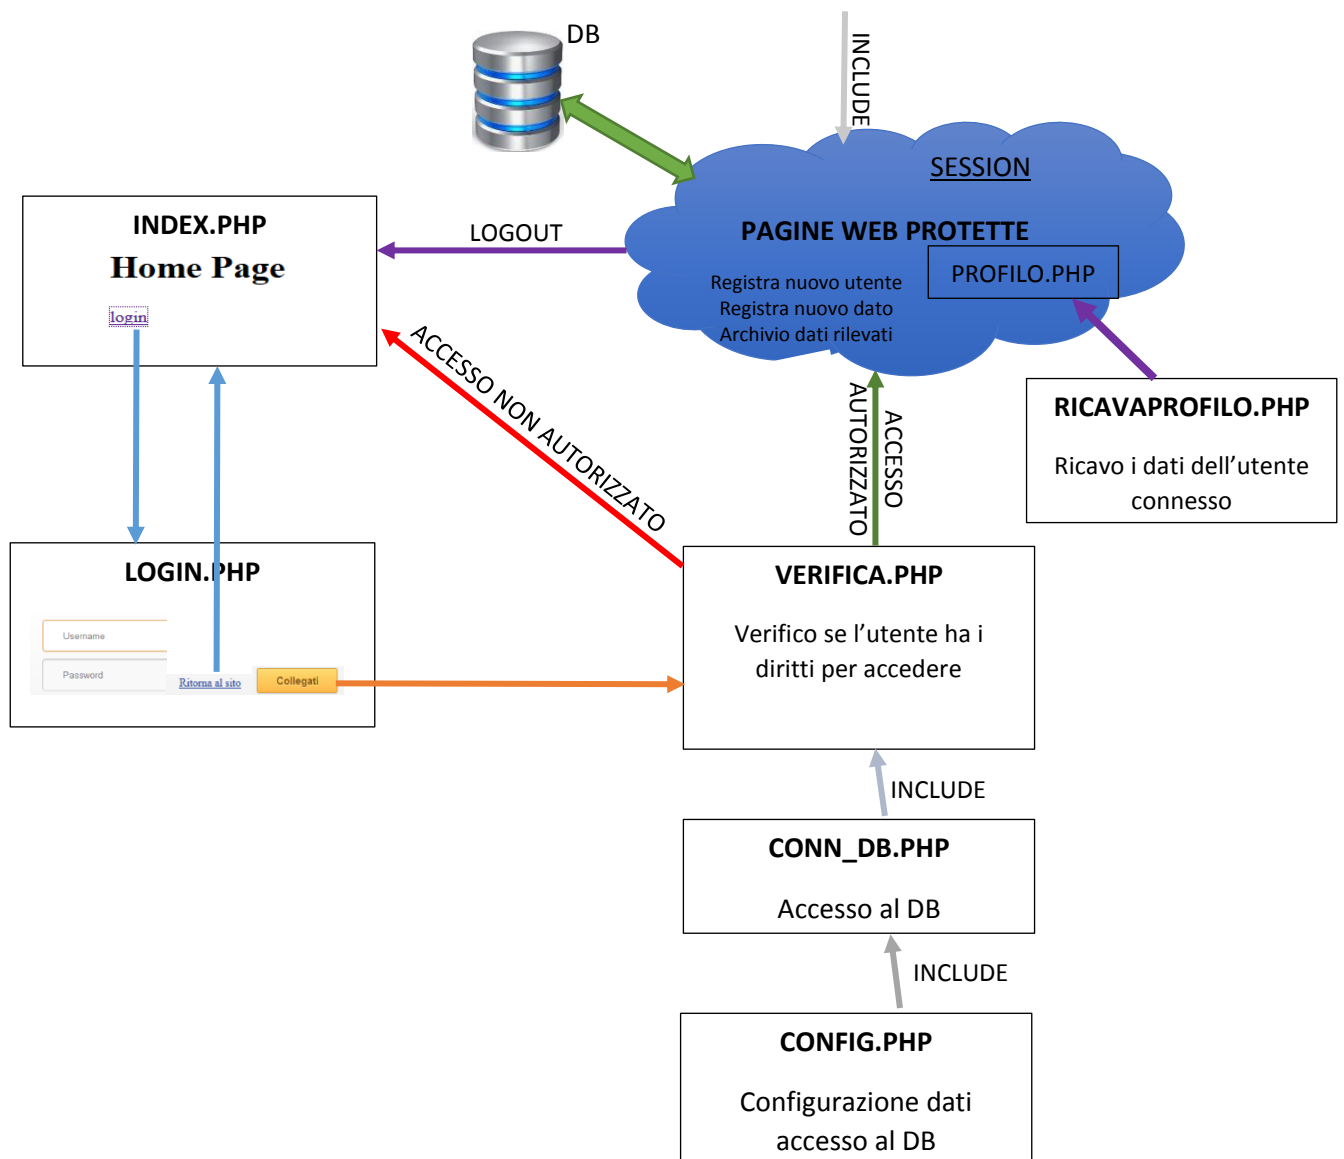 DB
INCLUDE
SESSION
PAGINE WEB PROTETTE
PROFILO.PHP
Registra nuovo utente
Registra nuovo dato
Archivio dati rilevati
INDEX.PHP
Home Page
login
LOGOUT
ACCESSO NON AUTORIZZATO
ACCESSO
AUTORIZZATO
RICAVAPROFILO.PHP
Ricavo i dati dell’utente
connesso
LOGIN.PHP
Username
Password
Ritorna al sito
Collegati
VERIFICA.PHP
Verifico se l’utente ha i
diritti per accedere
INCLUDE
CONN_DB.PHP
Accesso al DB
INCLUDE
CONFIG.PHP
Configurazione dati
accesso al DB